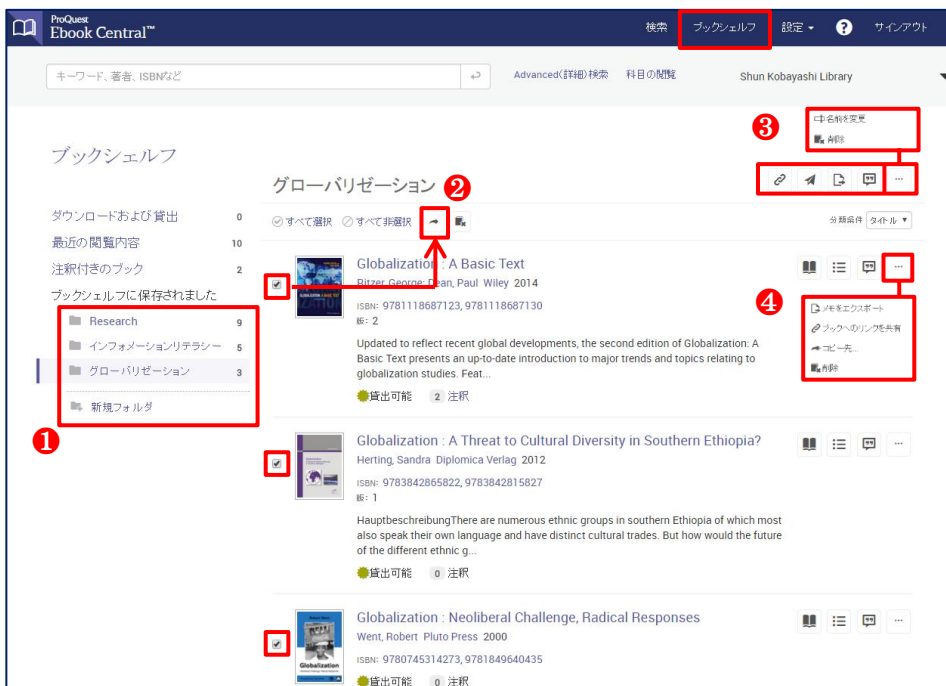 ProQuest
Ebook Central™
検索 ブックシェルフ 設定 ? サインアウト
キーワード、著者、ISBNなど
Advanced(詳細)検索 科目の閲覧 Shun Kobayashi Library
❸
名前を変更
削除
ブックシェルフ
グローバリゼーション
❷
ダウンロードおよび貸出 0
最近の閲覧内容 10
注釈付きのブック 2
ブックシェルフに保存されました
Research 9
インフォメーションリテラシー 5
グローバリゼーション 3
新規フォルダ
❶
すべて選択 すべて非選択
分類条件 タイトル
Globalization : A Basic Text
Ritzer, George; Dean, Paul Wiley 2014
ISBN: 9781118687123, 9781118687130
版: 2
Updated to reflect recent global developments, the second edition of Globalization: A
Basic Text presents an up-to-date introduction to major trends and topics relating to
globalization studies. Feat...
貸出可能 2 注釈
❹
メモをエクスポート
ブックへのリンクを共有
コピー先...
削除
Globalization : A Threat to Cultural Diversity in Southern Ethiopia?
Herting, Sandra Diplomica Verlag 2012
ISBN: 9783842865822, 9783842815827
版: 1
HauptbeschreibungThere are numerous ethnic groups in southern Ethiopia of which most
also speak their own language and have distinct cultural trades. But how would the future
of the different ethnic g...
貸出可能 0 注釈
Globalization : Neoliberal Challenge, Radical Responses
Went, Robert Pluto Press 2000
ISBN: 9780745314273, 9781849640435
貸出可能 0 注釈
Globalization